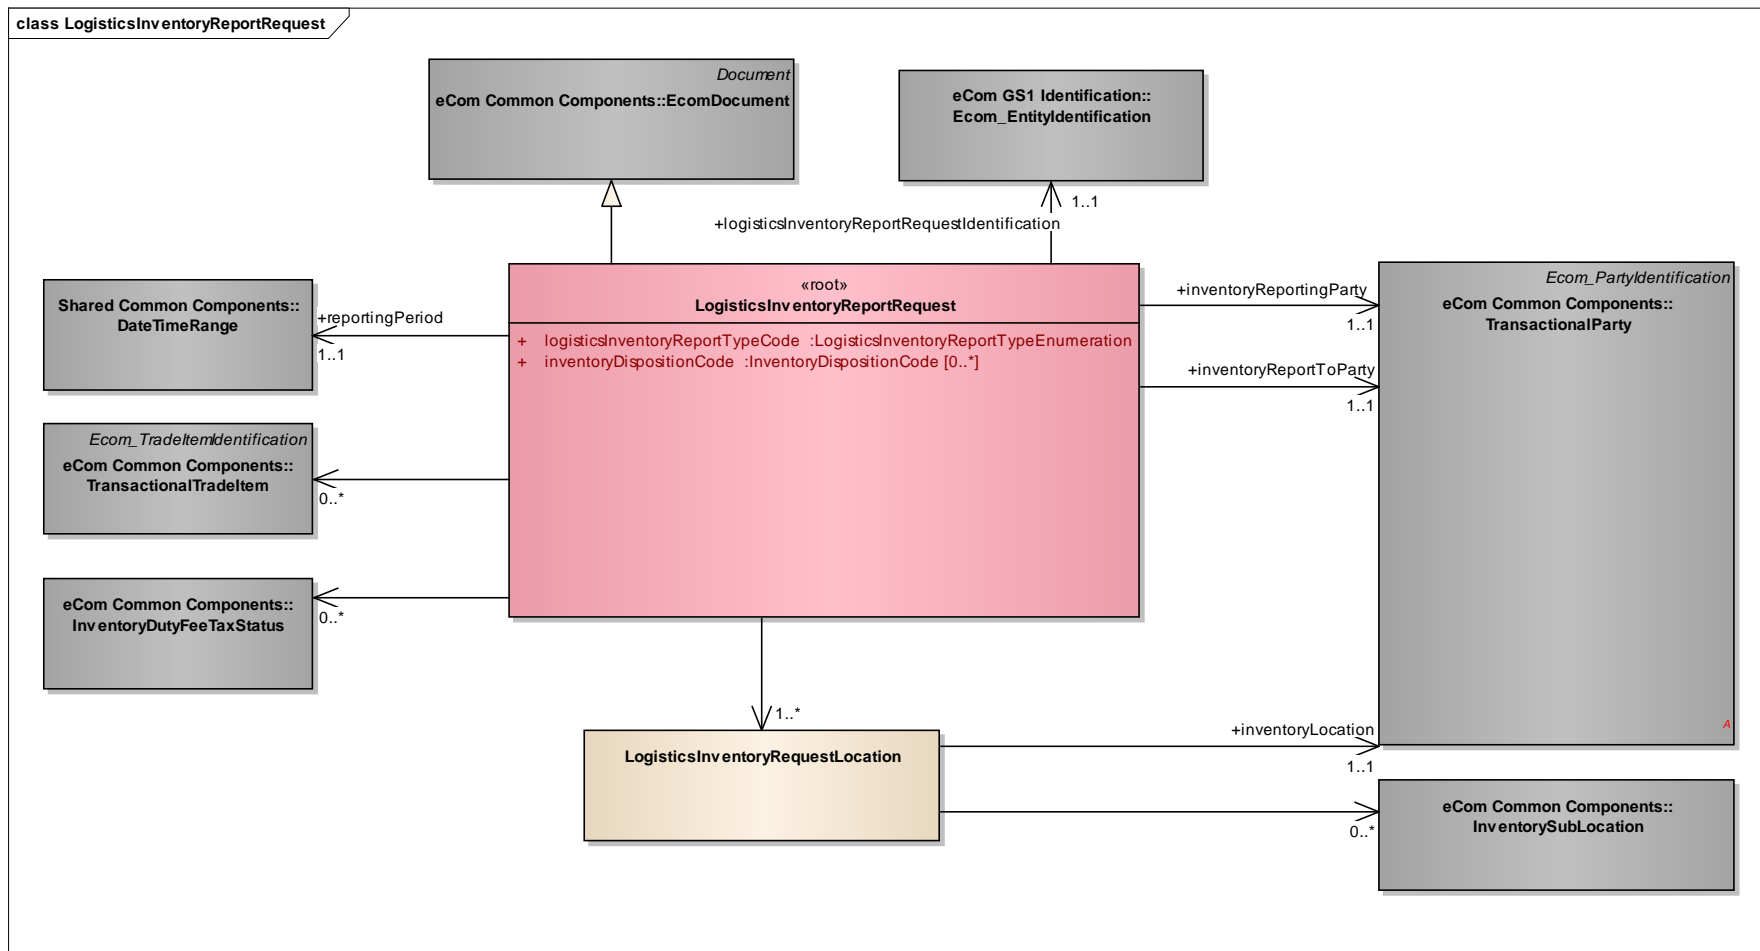 class LogisticsInventoryReportRequest
Document
eCom Common Components::EcomDocument
eCom GS1 Identification::
Ecom_EntityIdentification
1..1
+logisticsInventoryReportRequestIdentification
Shared Common Components::
DateTimeRange
+reportingPeriod
1..1
«root»
LogisticsInventoryReportRequest
+ logisticsInventoryReportTypeCode :LogisticsInventoryReportTypeEnumeration
+ inventoryDispositionCode :InventoryDispositionCode [0..*]
+inventoryReportingParty
1..1
+inventoryReportToParty
1..1
Ecom_PartyIdentification
eCom Common Components::
TransactionalParty
A
Ecom_TradeItemIdentification
eCom Common Components::
TransactionalTradeItem
0..*
eCom Common Components::
InventoryDutyFeeTaxStatus
0..*
1..*
LogisticsInventoryRequestLocation
+inventoryLocation
1..1
0..*
eCom Common Components::
InventorySubLocation